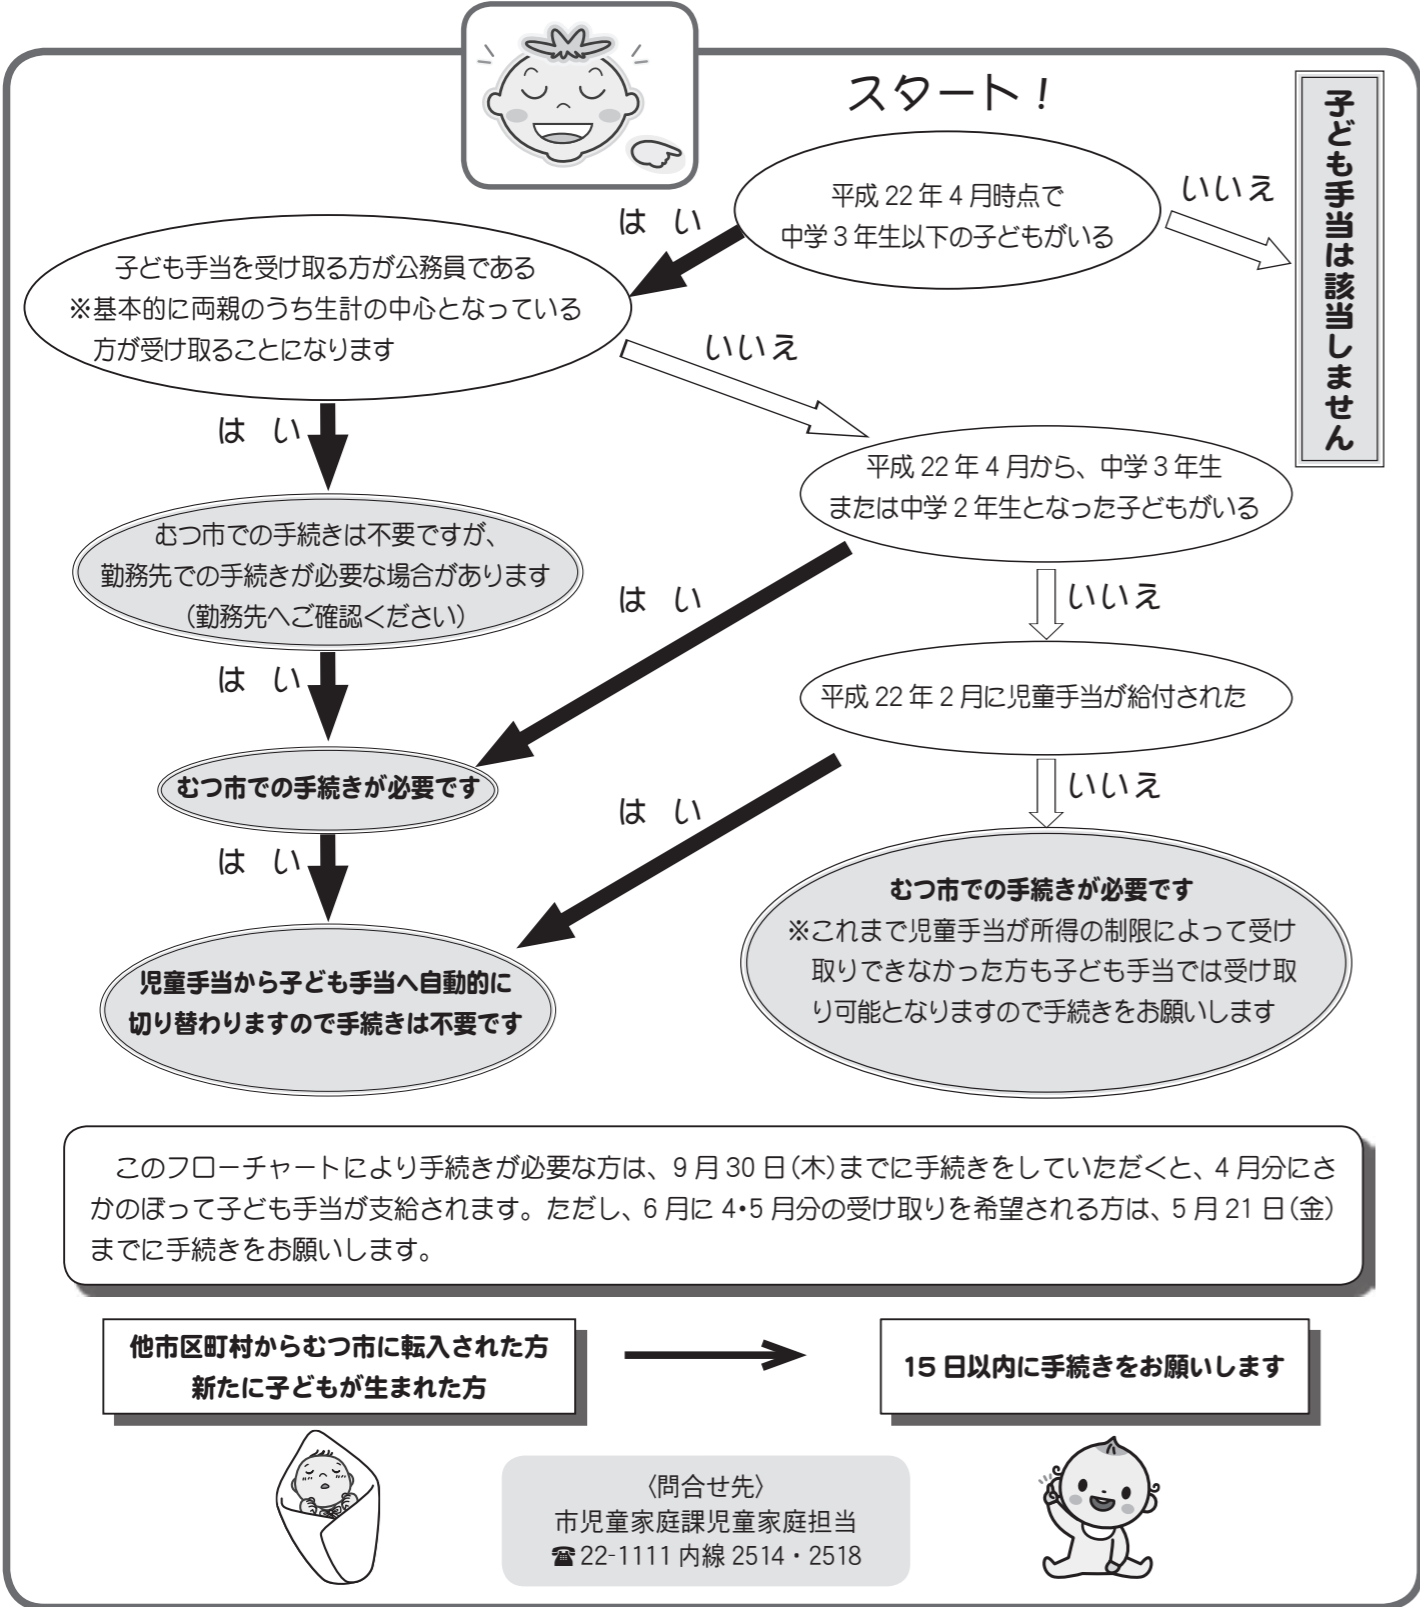 スタート！
平成 22 年 4 月時点で
中学 3 年生以下の子どもがいる
いいえ
子ども手当は該当しません
は い
子ども手当を受け取る方が公務員である
※基本的に両親のうち生計の中心となっている
方が受け取ることになります
いいえ
は い
平成 22 年 4 月から、中学 3 年生
または中学 2 年生となった子どもがいる
むつ市での手続きは不要ですが、
勤務先での手続きが必要な場合があります
（勤務先へご確認ください）
は い
いいえ
は い
平成 22 年 2 月に児童手当が給付された
むつ市での手続きが必要です
は い
いいえ
は い
むつ市での手続きが必要です
※これまで児童手当が所得の制限によって受け
取りできなかった方も子ども手当では受け取
り可能となりますので手続きをお願いします
児童手当から子ども手当へ自動的に
切り替わりますので手続きは不要です
このフローチャートにより手続きが必要な方は、9 月 30 日（木）までに手続きをしていただくと、4 月分にさ
かのぼって子ども手当が支給されます。ただし、6 月に 4・5 月分の受け取りを希望される方は、5 月 21 日（金）
までに手続きをお願いします。
他市区町村からむつ市に転入された方
新たに子どもが生まれた方
15 日以内に手続きをお願いします
〈問合せ先〉
市児童家庭課児童家庭担当
☎22-1111 内線 2514・2518